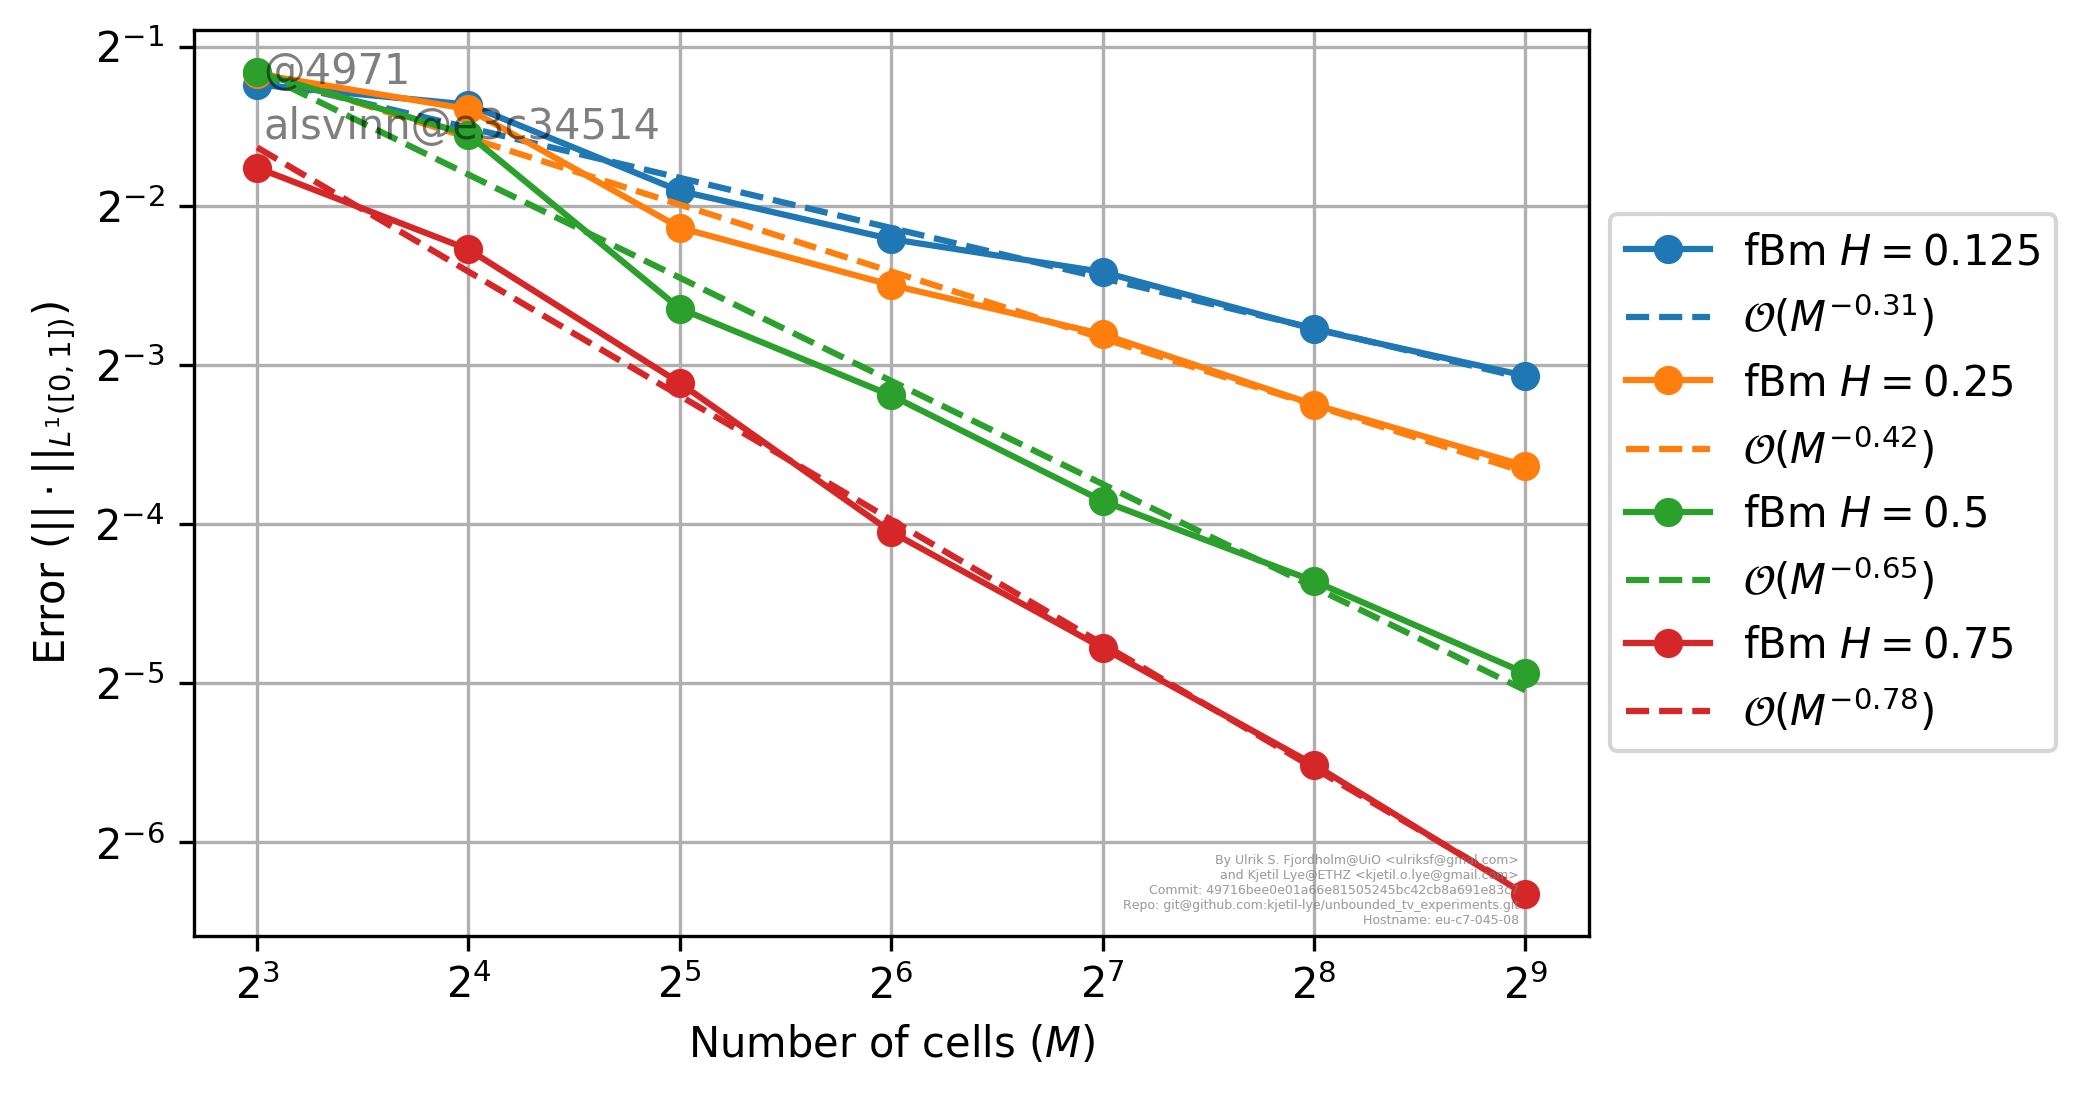 @4971
alsvinn@e3c34514
2^{-1}
2^{-2}
2^{-3}
2^{-4}
2^{-5}
2^{-6}
Error (|| · ||_{L^1([0, 1])})
2^3 2^4 2^5 2^6 2^7 2^8 2^9
Number of cells (M)
fBm H = 0.125
𝒪(M^{-0.31})
fBm H = 0.25
𝒪(M^{-0.42})
fBm H = 0.5
𝒪(M^{-0.65})
fBm H = 0.75
𝒪(M^{-0.78})
By Ulrik S. Fjordholm@UiO <ulriksf@gmail.com>
and Kjetil Lye@ETHZ <kjetil.o.lye@gmail.com>
Commit:
Repo: git@github.com:kjetil-lye/unbounded_tv_experiments.git
Hostname: eu-c7-045-08